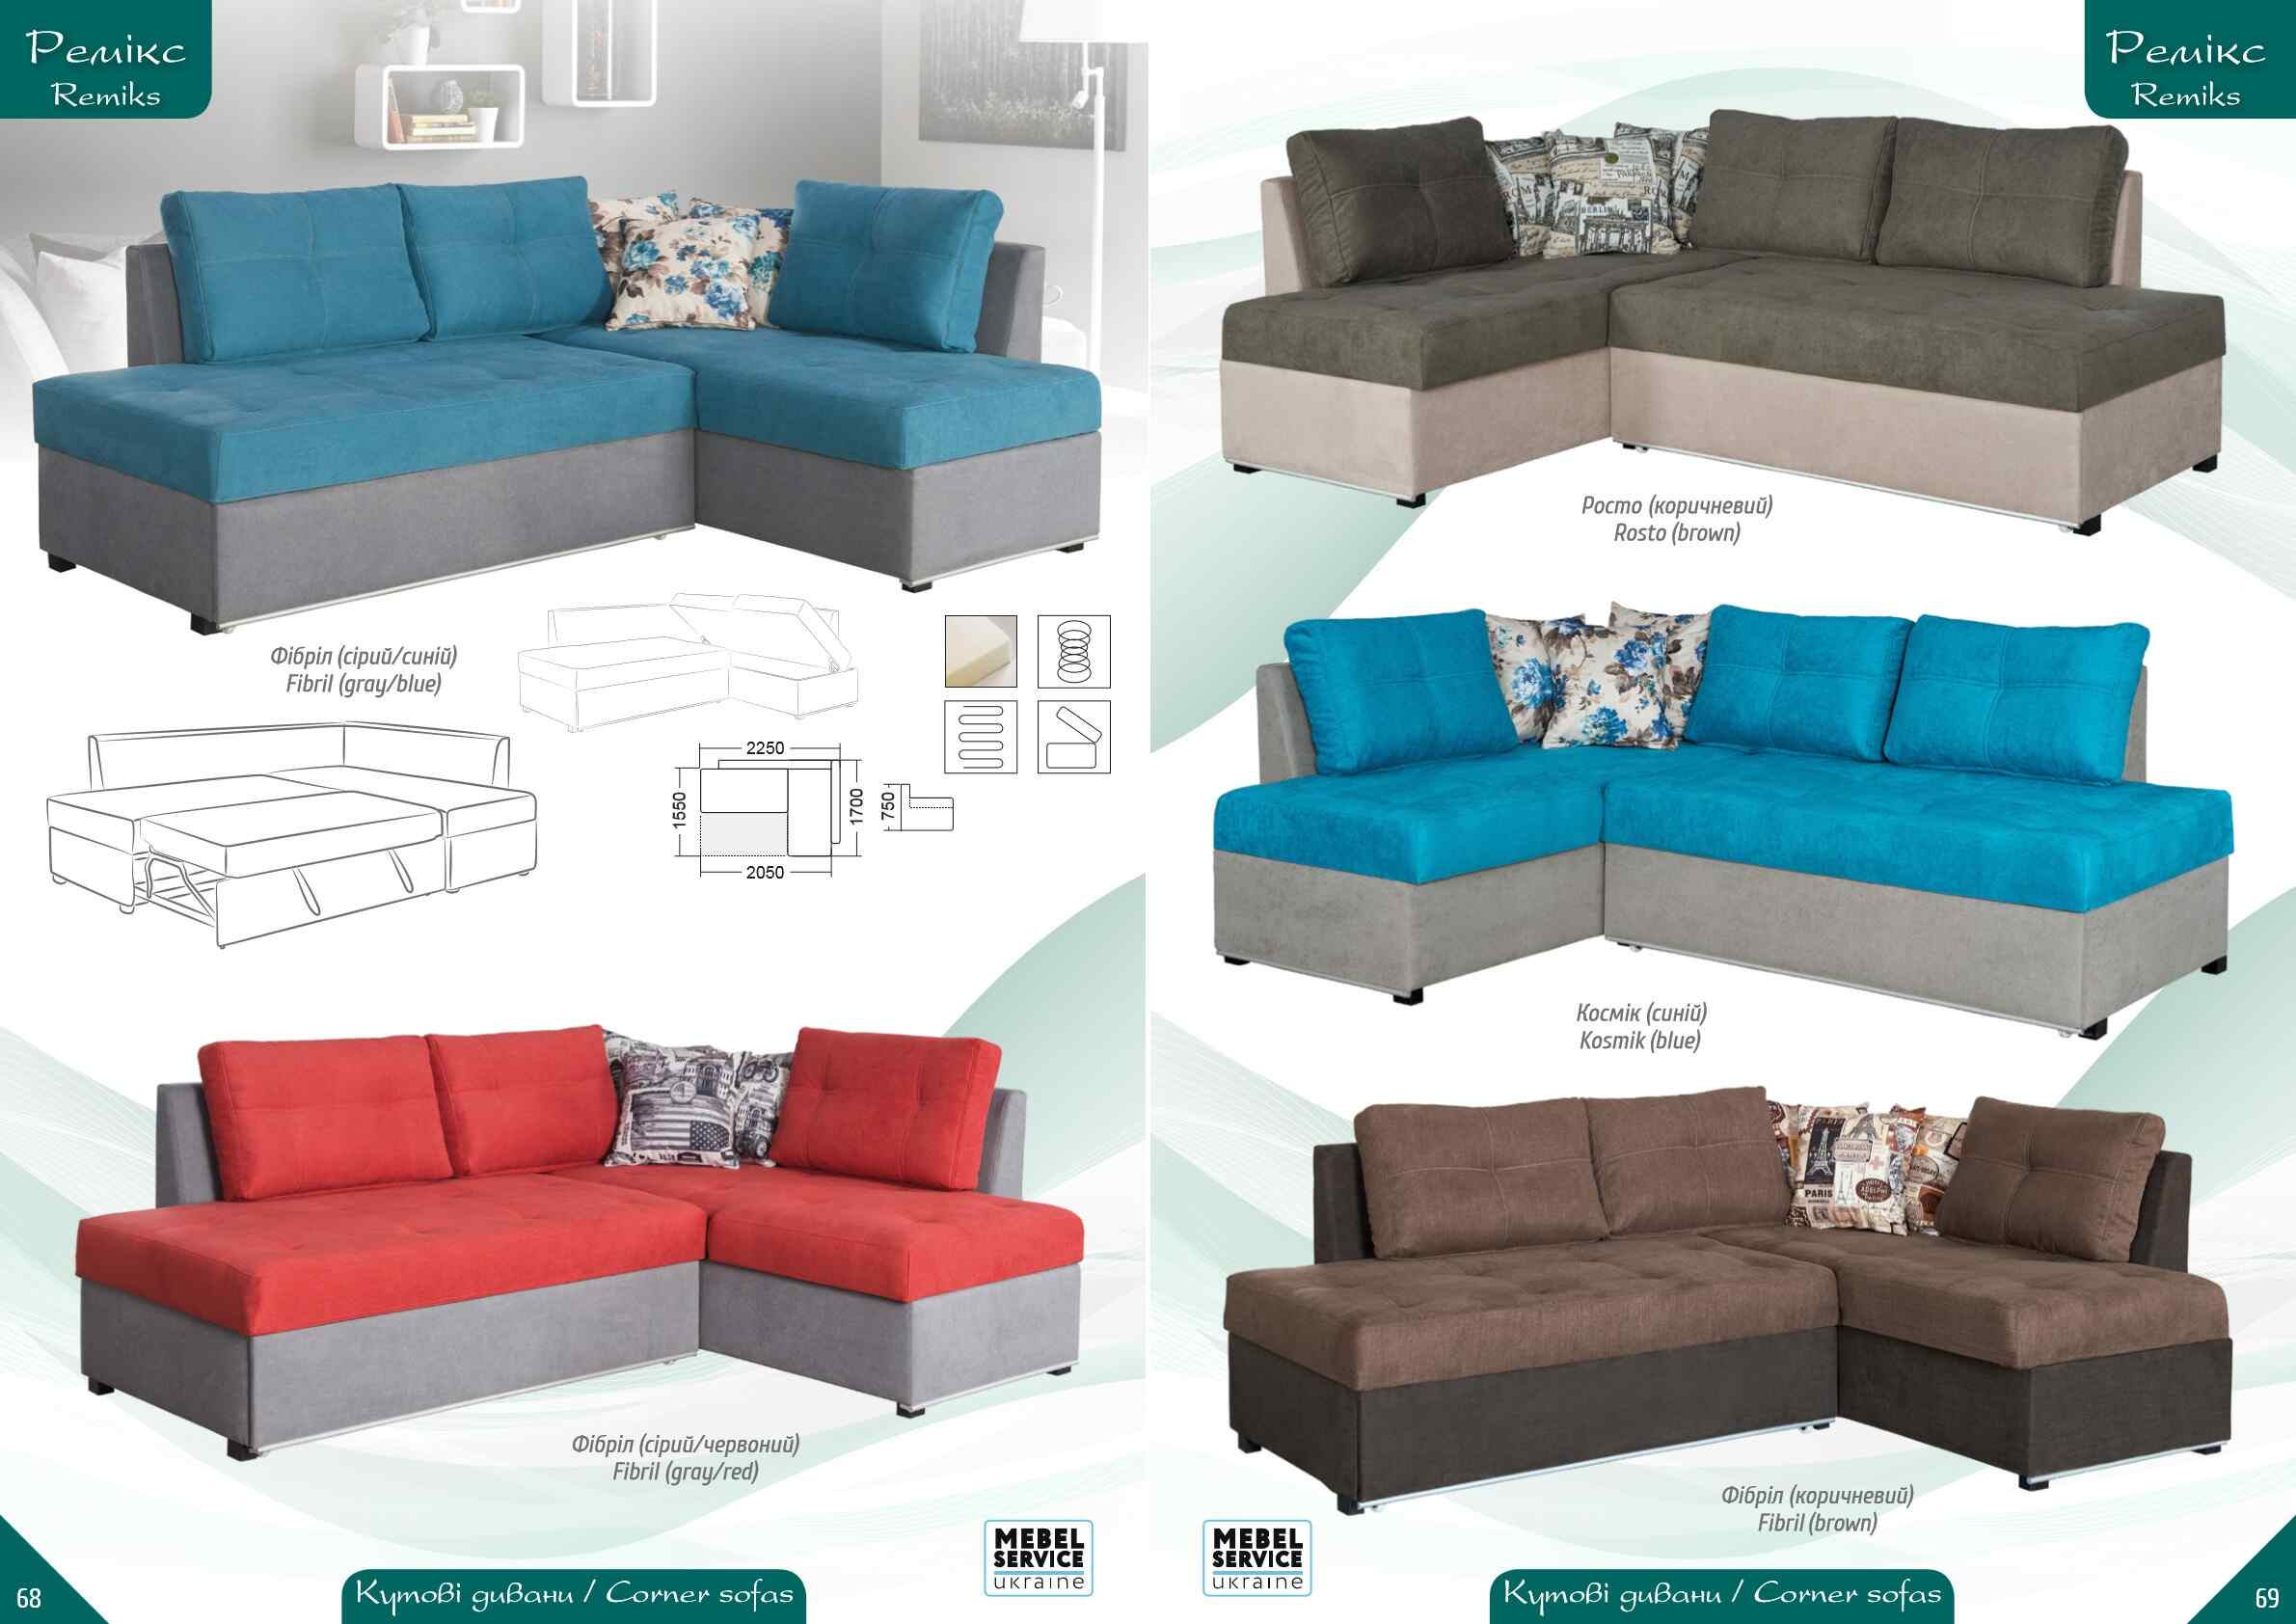 Ремікс
Remiks
Фібріл (сірий/синій)
Fibril (gray/blue)
2250
1550
1700
750
2050
Фібріл (сірий/червоний)
Fibril (gray/red)
MEBEL
SERVICE
ukraine
68
Кутові дивани / Corner sofas
Ремікс
Remiks
BERLIN
Росто (коричневий)
Rosto (brown)
Космік (синій)
Kosmik (blue)
PARIS
Фібріл (коричневий)
Fibril (brown)
MEBEL
SERVICE
ukraine
Кутові дивани / Corner sofas
69